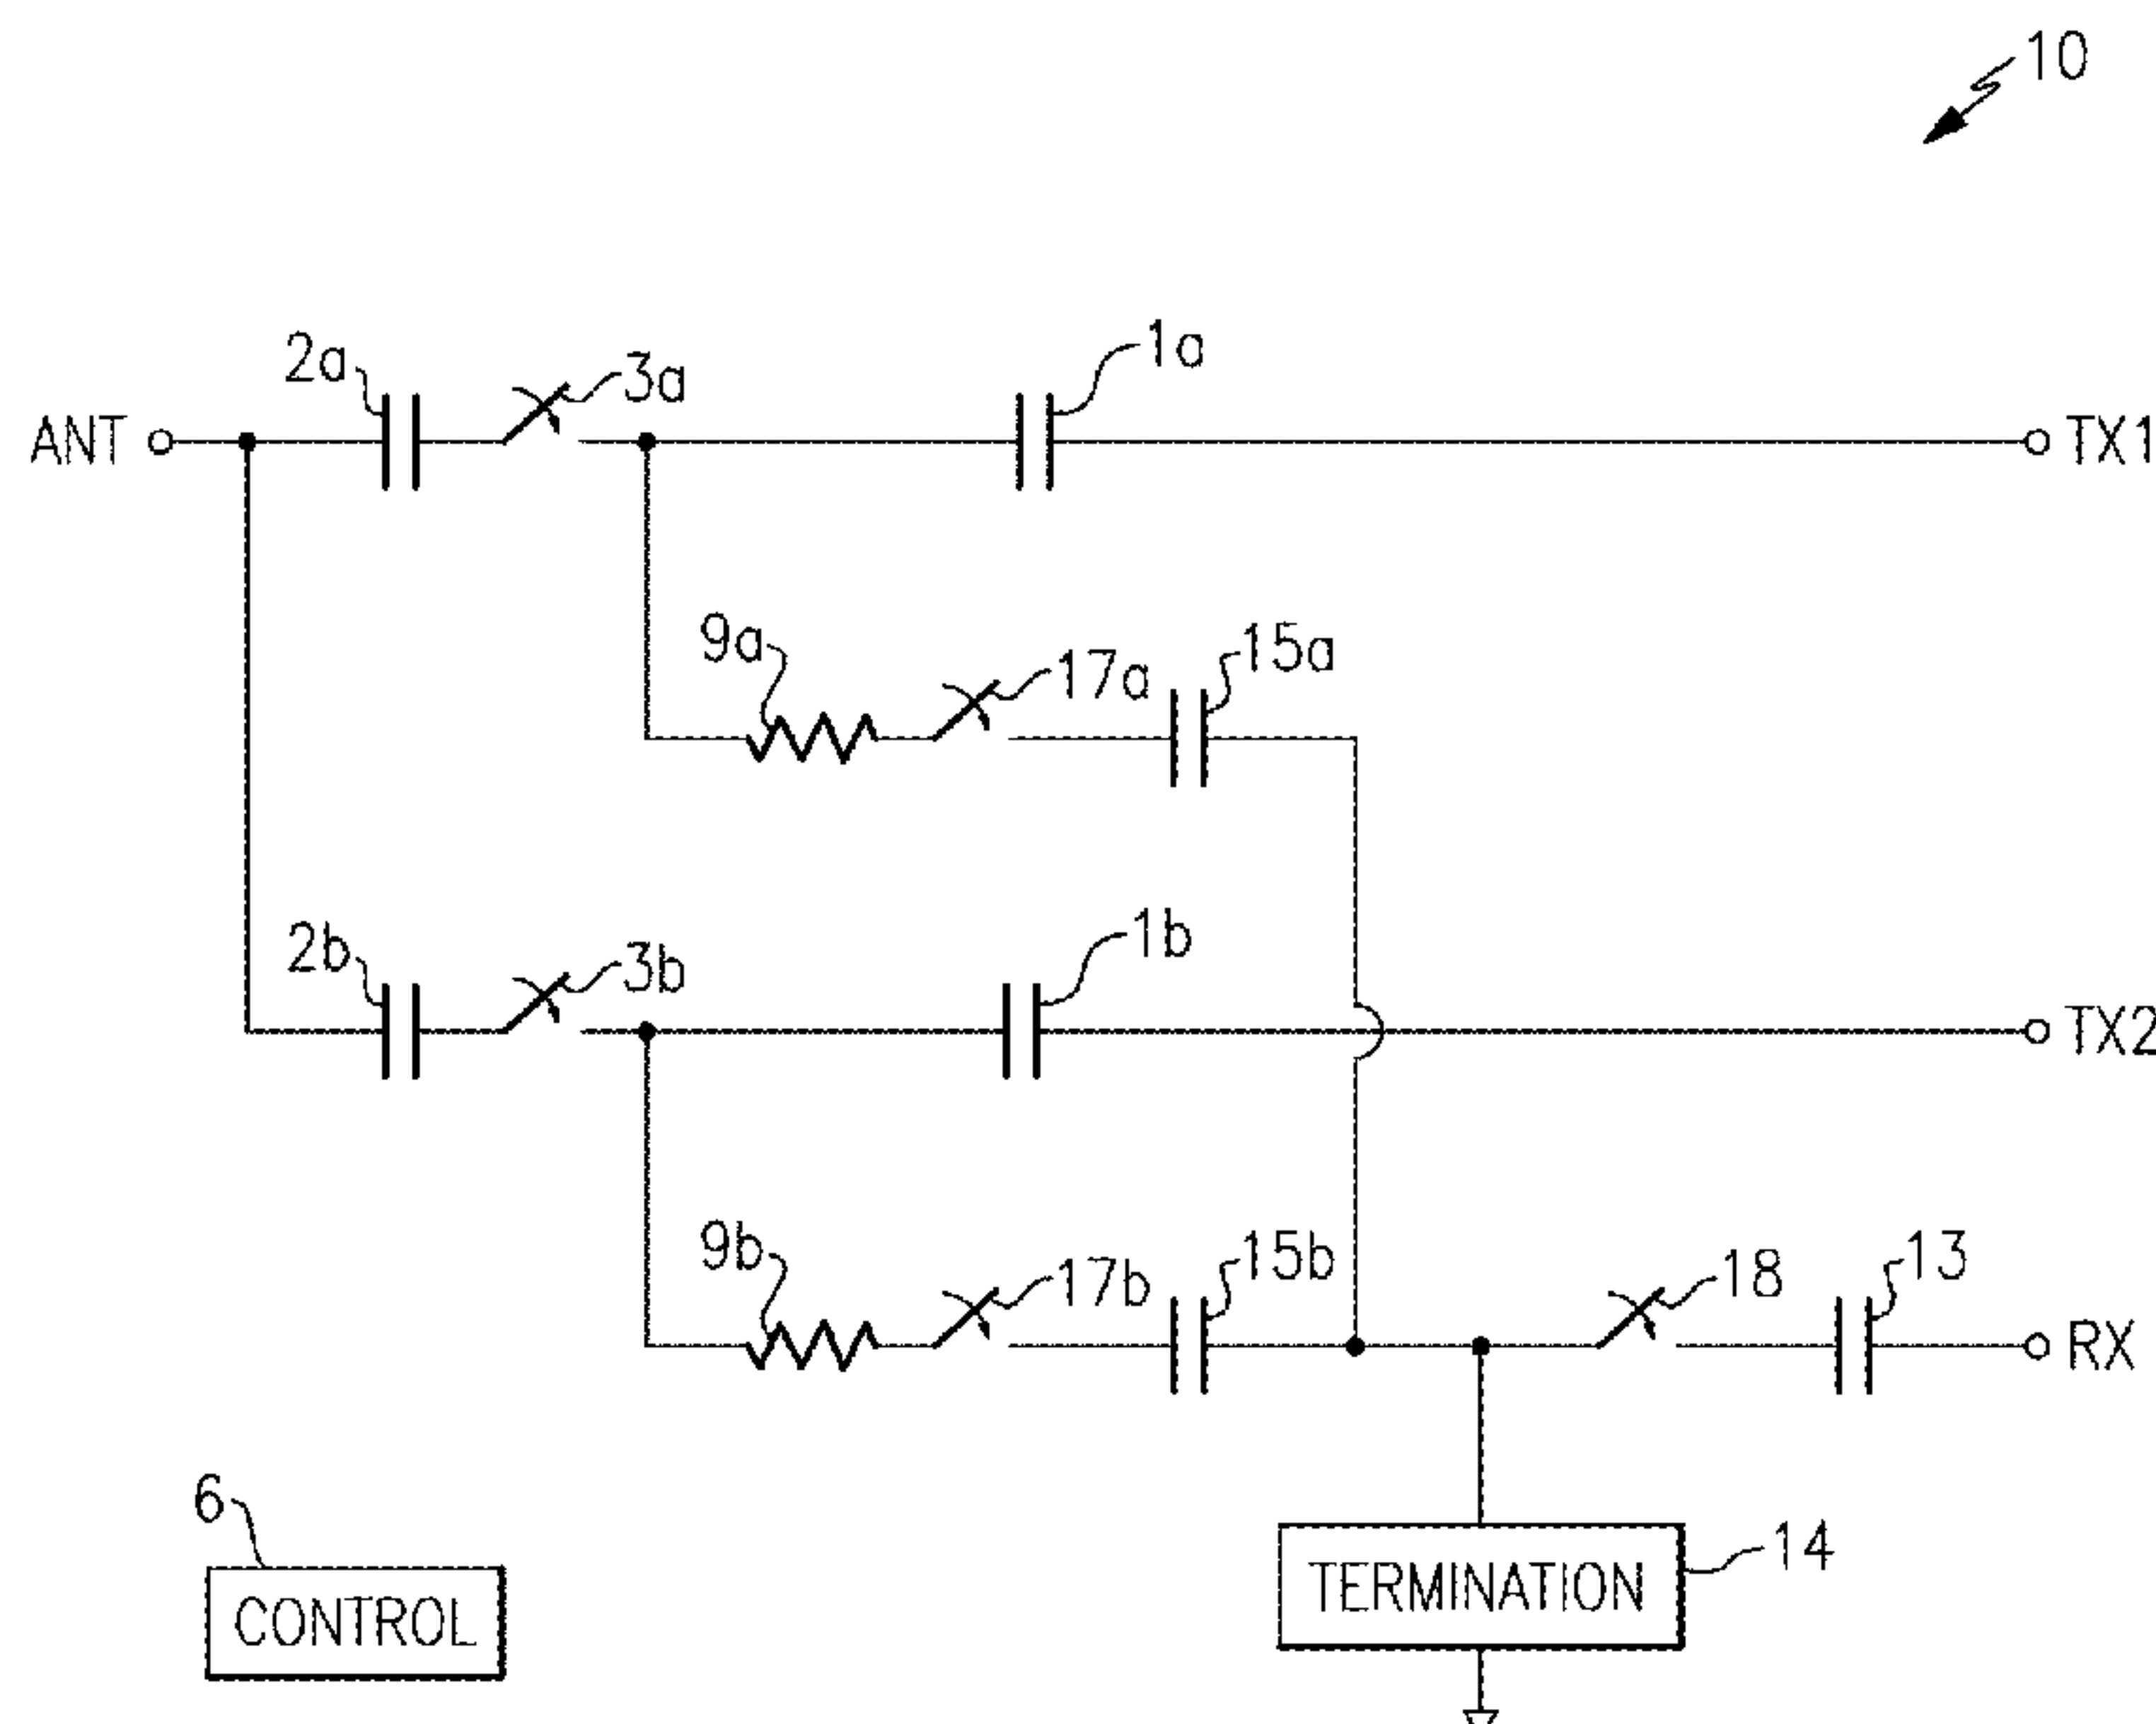 10
2a
3a
1a
ANT
TX1
9a
17a
15a
2b
3b
1b
TX2
9b
17b
15b
18
13
RX
6
CONTROL
TERMINATION
14